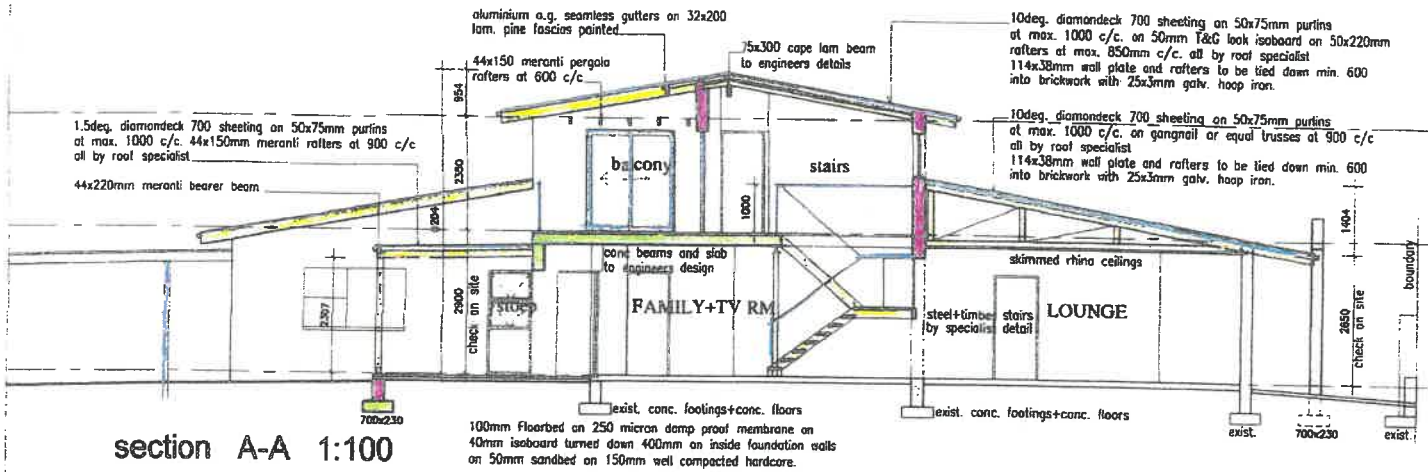 aluminium o.g. seamless gutters on 32x200
lam. pine fascias painted
75x300 cape lam beam
to engineers details
44x150 meranti pergola
rafters at 600 c/c
10deg. diamondeck 700 sheeting on 50x75mm purlins
at max. 1000 c/c. on 50mm T&G look isoboard on 50x220mm
rafters at max. 850mm c/c. all by roof specialist
114x38mm wall plate and rafters to be tied down min. 600
into brickwork with 25x3mm galv. hoop iron.
10deg. diamondeck 700 sheeting on 50x75mm purlins
at max. 1000 c/c. on gangnail or equal trusses at 900 c/c
all by roof specialist
114x38mm wall plate and rafters to be tied down min. 600
into brickwork with 25x3mm galv. hoop iron.
1.5deg. diamondeck 700 sheeting on 50x75mm purlins
at max. 1000 c/c. 44x150mm meranti rafters at 900 c/c
all by roof specialist
44x220mm meranti bearer beam
954
2350
2900
check on site
bacony
stairs
1000
1404
conc beams and slab
to engineers design
skimmed rhino ceilings
stoep
FAMILY+TV RM
steel+timber stairs
by specialist detail
LOUNGE
2650
check on site
boundary
700x230
exist. conc. footings+conc. floors
exist. conc. footings+conc. floors
exist.
700x230
exist.
section A-A 1:100
100mm Floorbed on 250 micron damp proof membrane on
40mm isoboard turned down 400mm on inside foundation walls
on 50mm sandbed on 150mm well compacted hardcore.